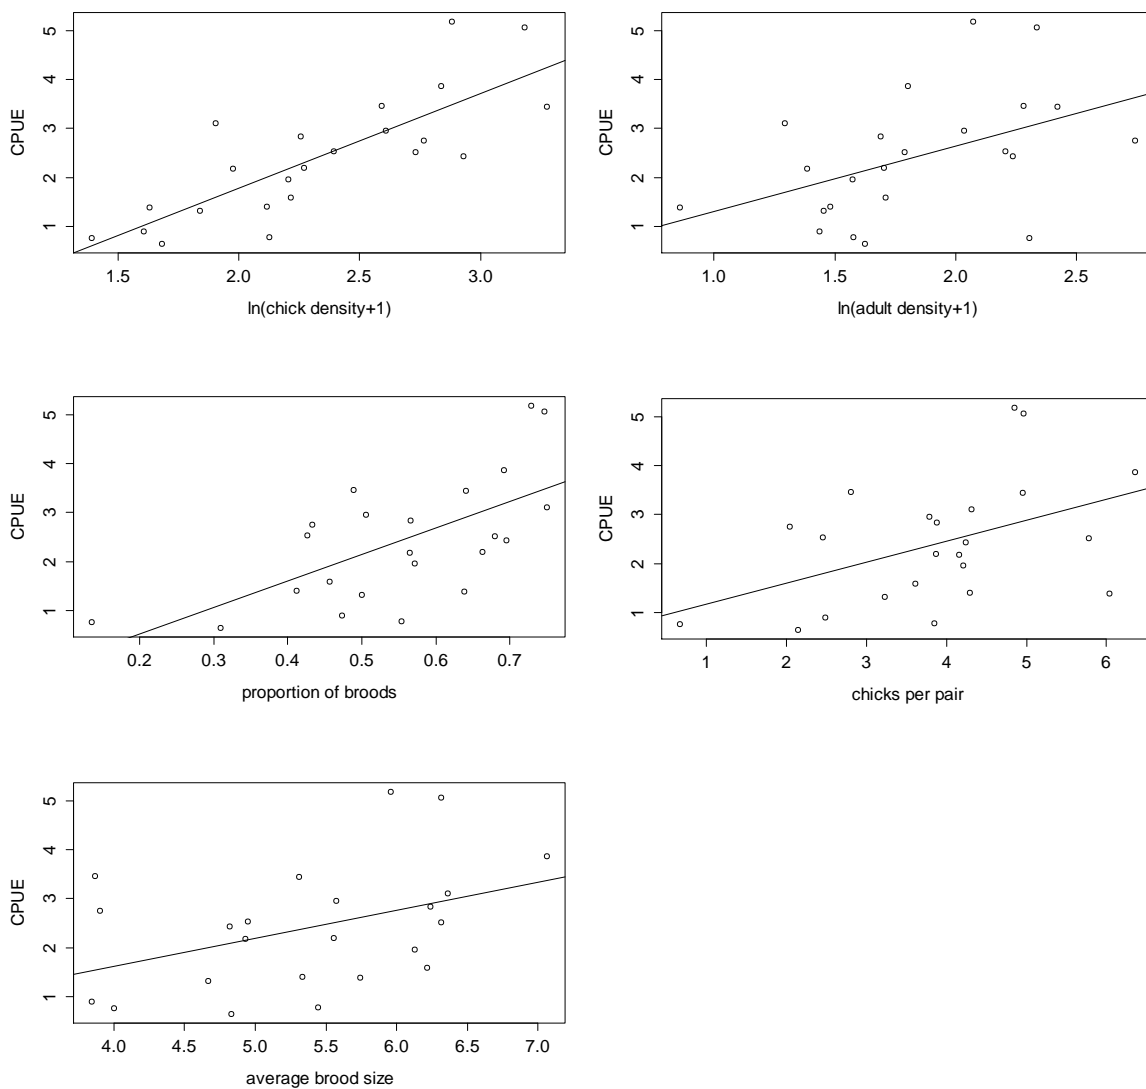 5
4
3
2
1
CPUE
1.5 2.0 2.5 3.0
ln(chick density+1)
5
4
3
2
1
CPUE
1.0 1.5 2.0 2.5
ln(adult density+1)
5
4
3
2
1
CPUE
0.2 0.3 0.4 0.5 0.6 0.7
proportion of broods
5
4
3
2
1
CPUE
1 2 3 4 5 6
chicks per pair
5
4
3
2
1
CPUE
4.0 4.5 5.0 5.5 6.0 6.5 7.0
average brood size